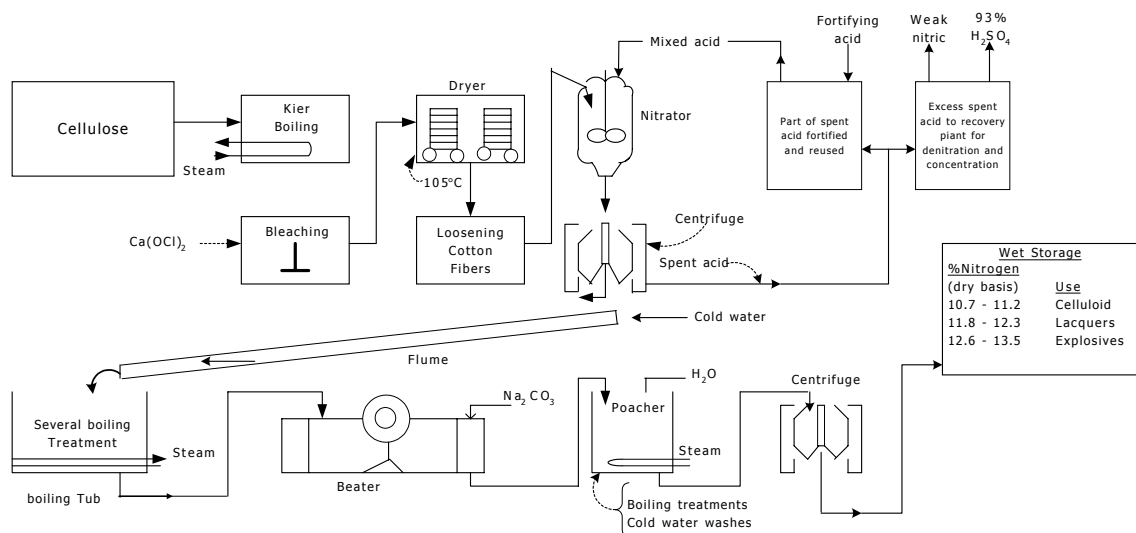 Cellulose
Kier
Boiling
Steam
Dryer
105°C
Ca(OCl)₂
Bleaching
Loosening
Cotton
Fibers
Mixed acid
Nitrator
Fortifying
acid
Part of spent
acid fortified
and reused
Weak
nitric
93%
H₂SO₄
Excess spent
acid to recovery
plant for
denitration and
concentration
Centrifuge
Spent acid
Cold water
Flume
Wet Storage
%Nitrogen
(dry basis) Use
10.7 - 11.2 Celluloid
11.8 - 12.3 Lacquers
12.6 - 13.5 Explosives
Several boiling
Treatment
Steam
boiling Tub
Na₂CO₃
Beater
H₂O
Poacher
Steam
Boiling treatments
Cold water washes
Centrifuge